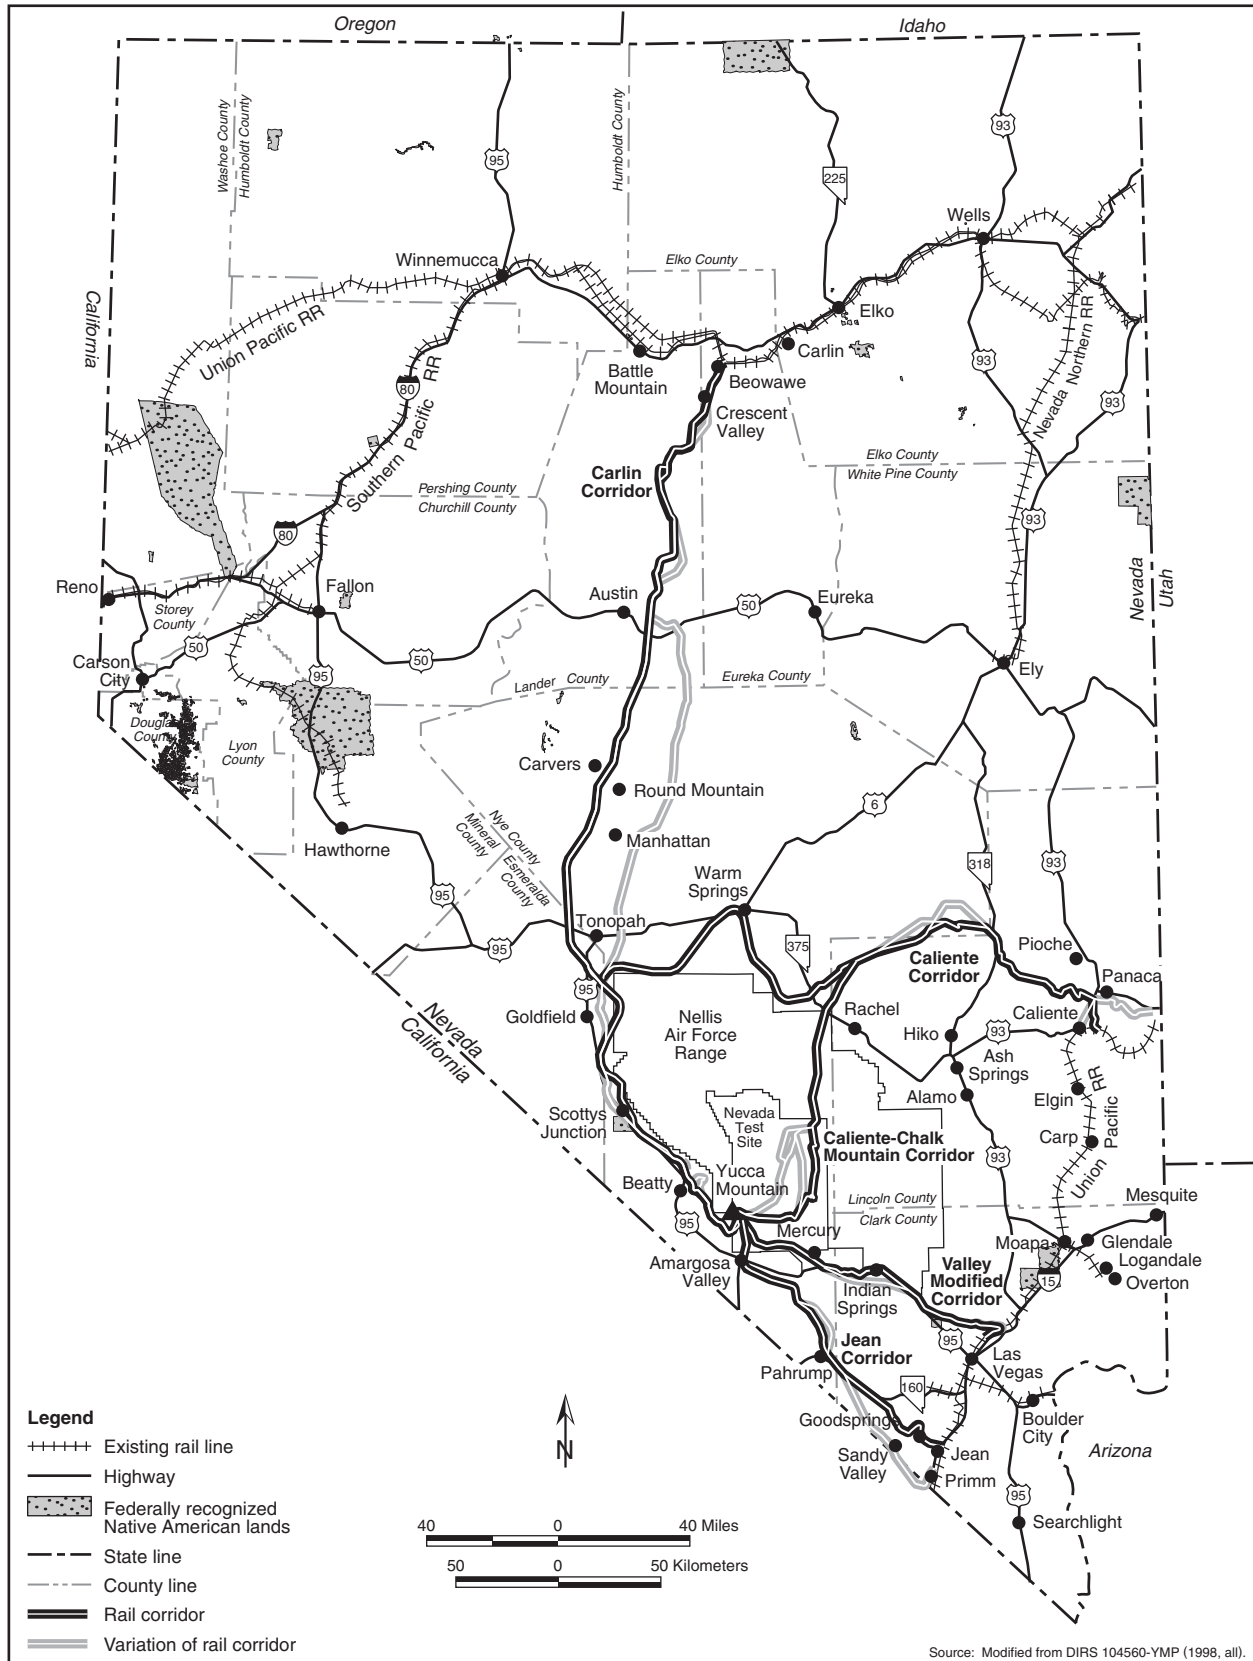 Oregon
Idaho
Washoe County
Humboldt County
Humboldt County
95
225
93
Wells
Winnemucca
Elko County
California
Elko
Union Pacific RR
Nevada Northern RR
Carlin
93
Battle
Mountain
Beowawe
80
RR
Crescent
Valley
93
Southern Pacific
Carlin
Corridor
Elko County
White Pine County
Pershing County
Churchill County
93
80
Reno
Fallon
Austin
50
Eureka
Nevada
Utah
Storey
County
50
50
Carson
City
95
Ely
Lander County
Eureka County
Douglas
County
Lyon
County
Carvers
Round Mountain
6
Nye County
Mineral
County
Esmeralda
County
Manhattan
Hawthorne
318
93
Warm
Springs
95
Tonopah
95
375
Pioche
Caliente
Corridor
Panaca
95
Nevada
California
Goldfield
Nellis
Air Force
Range
Rachel
Caliente
Hiko
93
Ash
Springs
Alamo
Elgin
RR
Scottys
Junction
Nevada
Test
Site
Pacific
Carp
Caliente-Chalk
Mountain Corridor
93
Union
Beatty
Yucca
Mountain
Lincoln County
Clark County
Mesquite
95
Mercury
Moapa
Glendale
Logandale
Overton
Amargosa
Valley
Valley
Modified
Corridor
15
Indian
Springs
95
Jean
Corridor
Las
Vegas
Pahrump
160
Goodsprings
Boulder
City
Arizona
Sandy
Valley
Jean
Primm
95
Searchlight
Legend
Existing rail line
Highway
Federally recognized
Native American lands
State line
County line
Rail corridor
Variation of rail corridor
N
40 0 40 Miles
50 0 50 Kilometers
Source: Modified from DIRS 104560-YMP (1998, all).